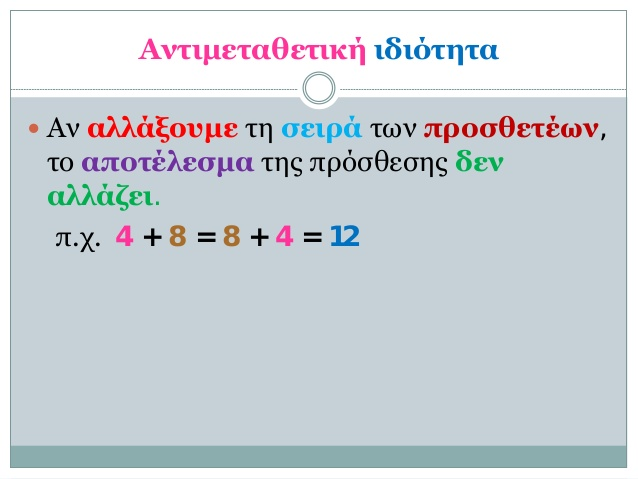 Αντιμεταθετική ιδιότητα
• Αν αλλάξουμε τη σειρά των προσθετέων,
το αποτέλεσμα της πρόσθεσης δεν
αλλάζει.
π.χ. 4 + 8 = 8 + 4 = 12